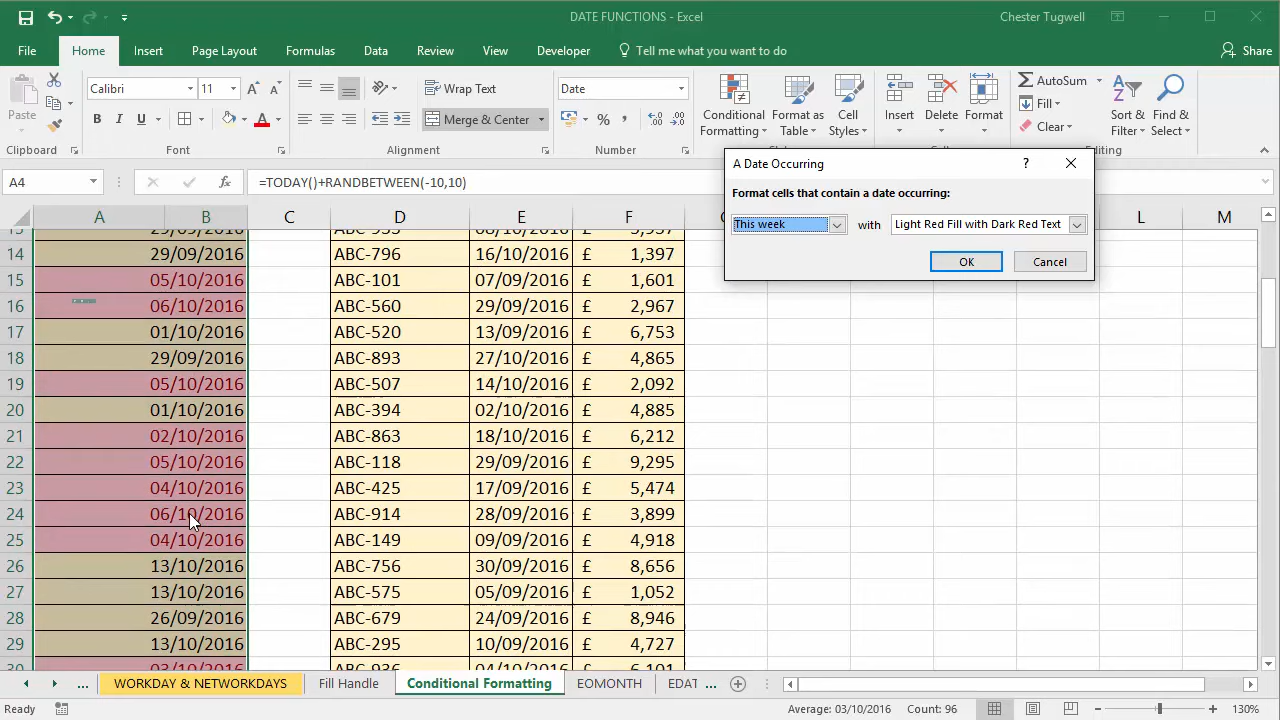 DATE FUNCTIONS - Excel
Chester Tugwell
File Home Insert Page Layout Formulas Data Review View Developer Tell me what you want to do Share
Paste
Calibri 11
B I U
Wrap Text
Merge & Center
Date
%
Conditional Formatting
Format as Table
Cell Styles
Insert
Delete
Format
AutoSum
Fill
Clear
Sort & Filter
Find & Select
Clipboard Font Alignment Number Editing
A4 fx =TODAY()+RANDBETWEEN(-10,10)
A Date Occurring ?
Format cells that contain a date occurring:
This week with Light Red Fill with Dark Red Text
OK Cancel
A B C D E F L M
14 29/09/2016 ABC-796 16/10/2016 £ 1,397
15 05/10/2016 ABC-101 07/09/2016 £ 1,601
16 06/10/2016 ABC-560 29/09/2016 £ 2,967
17 01/10/2016 ABC-520 13/09/2016 £ 6,753
18 29/09/2016 ABC-893 27/10/2016 £ 4,865
19 05/10/2016 ABC-507 14/10/2016 £ 2,092
20 01/10/2016 ABC-394 02/10/2016 £ 4,885
21 02/10/2016 ABC-863 18/10/2016 £ 6,212
22 05/10/2016 ABC-118 29/09/2016 £ 9,295
23 04/10/2016 ABC-425 17/09/2016 £ 5,474
24 06/10/2016 ABC-914 28/09/2016 £ 3,899
25 04/10/2016 ABC-149 09/10/2016 £ 4,918
26 13/10/2016 ABC-756 30/09/2016 £ 8,656
27 13/10/2016 ABC-575 05/09/2016 £ 1,052
28 26/09/2016 ABC-679 24/09/2016 £ 8,946
29 13/10/2016 ABC-295 10/09/2016 £ 4,727
... WORKDAY & NETWORKDAYS Fill Handle Conditional Formatting EOMONTH EDAT ...
Ready Average: 03/10/2016 Count: 96 130%